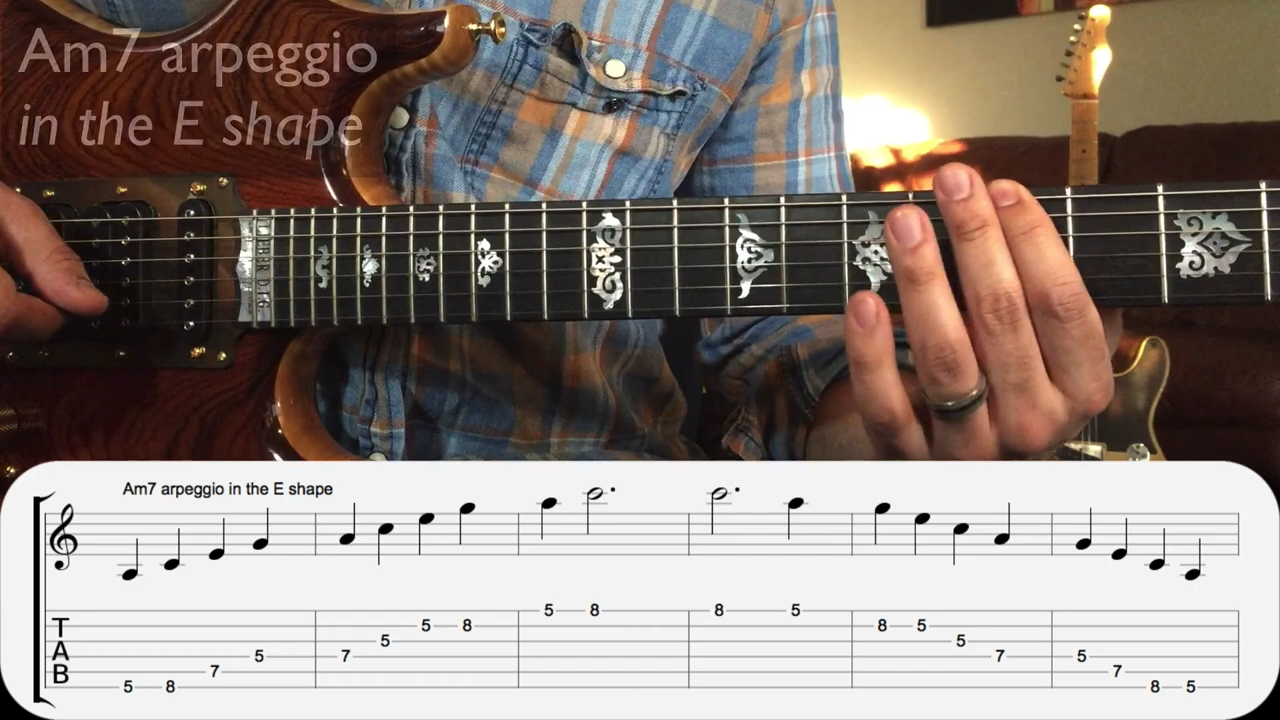 Am7 arpeggio
in the E shape
Am7 arpeggio in the E shape
5 8 8 5
T 5 8 8 5
5 5
A 5 7 7 5
B 7 7
5 8 8 5